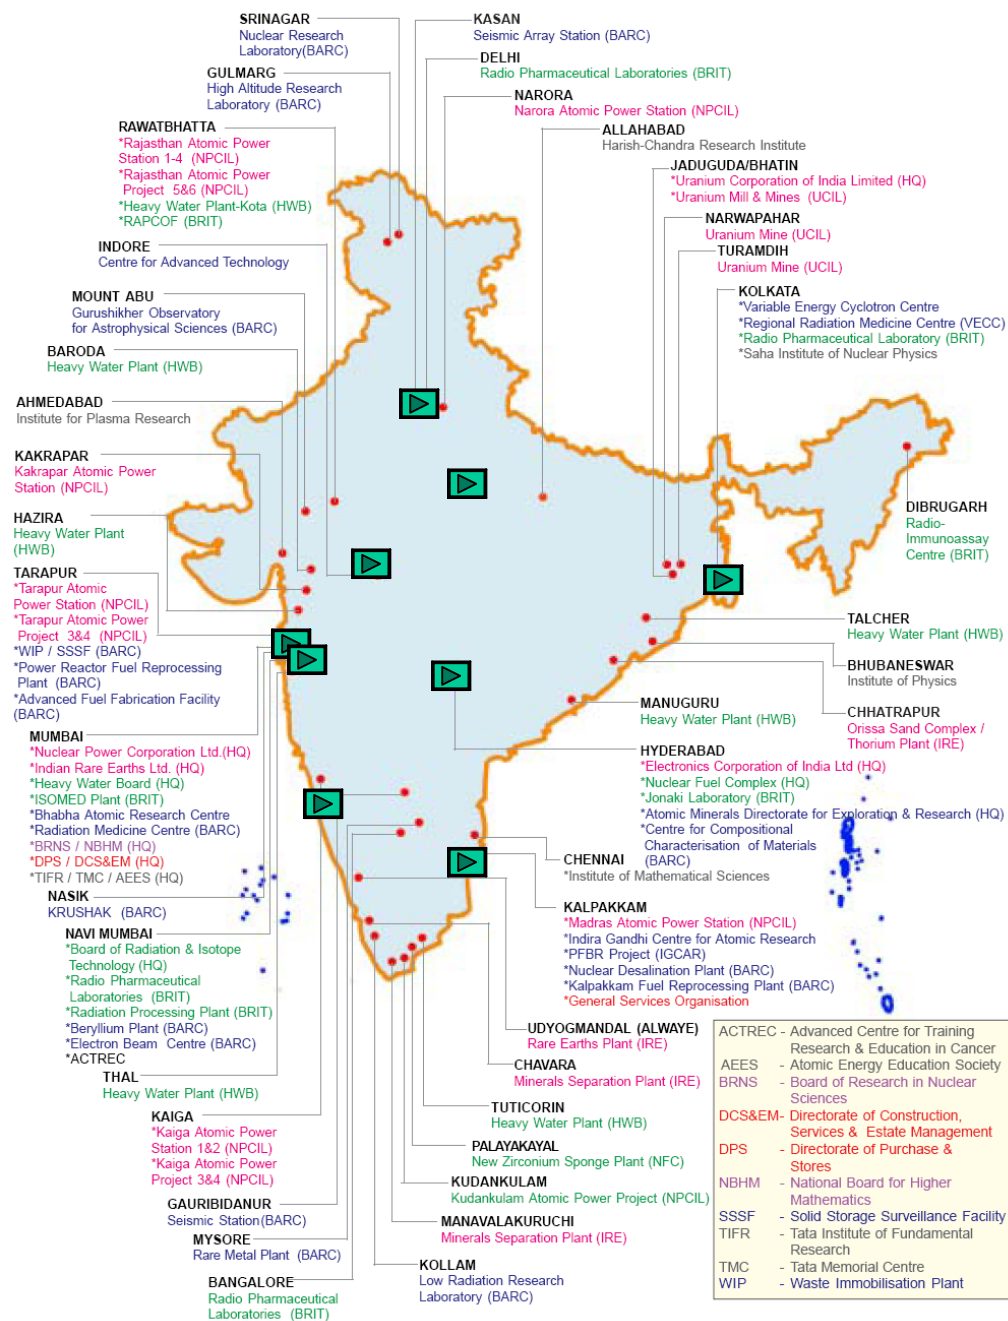 SRINAGAR
Nuclear Research
Laboratory(BARC)
GULMARG
High Altitude Research
Laboratory (BARC)
RAWATBHATTA
*Rajasthan Atomic Power
Station 1-4 (NPCIL)
*Rajasthan Atomic Power
Project 5&6 (NPCIL)
*Heavy Water Plant-Kota (HWB)
*RAPCOF (BRIT)
INDORE
Centre for Advanced Technology
MOUNT ABU
Gurushikher Observatory
for Astrophysical Sciences (BARC)
BARODA
Heavy Water Plant (HWB)
AHMEDABAD
Institute for Plasma Research
KAKRAPAR
Kakrapar Atomic Power
Station (NPCIL)
HAZIRA
Heavy Water Plant
(HWB)
TARAPUR
*Tarapur Atomic
Power Station (NPCIL)
*Tarapur Atomic Power
Project 3&4 (NPCIL)
*WIP / SSSF (BARC)
*Power Reactor Fuel Reprocessing
Plant (BARC)
*Advanced Fuel Fabrication Facility
(BARC)
MUMBAI
*Nuclear Power Corporation Ltd.(HQ)
*Indian Rare Earths Ltd. (HQ)
*Heavy Water Board (HQ)
*ISOMED Plant (BRIT)
*Bhabha Atomic Research Centre
*Radiation Medicine Centre (BARC)
*BRNS / NBHM (HQ)
*DPS / DCS&EM (HQ)
*TIFR / TMC / AEES (HQ)
NASIK
KRUSHAK (BARC)
NAVI MUMBAI
*Board of Radiation & Isotope
Technology (HQ)
*Radio Pharmaceutical
Laboratories (BRIT)
*Radiation Processing Plant (BRIT)
*Beryllium Plant (BARC)
*Electron Beam Centre (BARC)
*ACTREC
THAL
Heavy Water Plant (HWB)
KAIGA
*Kaiga Atomic Power
Station 1&2 (NPCIL)
*Kaiga Atomic Power
Project 3&4 (NPCIL)
GAURIBIDANUR
Seismic Station(BARC)
MYSORE
Rare Metal Plant (BARC)
BANGALORE
Radio Pharmaceutical
Laboratories (BRIT)
KASAN
Seismic Array Station (BARC)
DELHI
Radio Pharmaceutical Laboratories (BRIT)
NARORA
Narora Atomic Power Station (NPCIL)
ALLAHABAD
Harish-Chandra Research Institute
JADUGUDA/BHATIN
*Uranium Corporation of India Limited (HQ)
*Uranium Mill & Mines (UCIL)
NARWAPAHAR
Uranium Mine (UCIL)
TURAMDIH
Uranium Mine (UCIL)
KOLKATA
*Variable Energy Cyclotron Centre
*Regional Radiation Medicine Centre (VECC)
*Radio Pharmaceutical Laboratory (BRIT)
*Saha Institute of Nuclear Physics
DIBRUGARH
Radio-
Immunoassay
Centre (BRIT)
TALCHER
Heavy Water Plant (HWB)
BHUBANESWAR
Institute of Physics
CHHATRAPUR
Orissa Sand Complex /
Thorium Plant (IRE)
MANUGURU
Heavy Water Plant (HWB)
HYDERABAD
*Electronics Corporation of India Ltd (HQ)
*Nuclear Fuel Complex (HQ)
*Jonaki Laboratory (BRIT)
*Atomic Minerals Directorate for Exploration & Research (HQ)
*Centre for Compositional
Characterisation of Materials
(BARC)
CHENNAI
*Institute of Mathematical Sciences
KALPAKKAM
*Madras Atomic Power Station (NPCIL)
*Indira Gandhi Centre for Atomic Research
*PFBR Project (IGCAR)
*Nuclear Desalination Plant (BARC)
*Kalpakkam Fuel Reprocessing Plant (BARC)
*General Services Organisation
UDYOGMANDAL (ALWAYE)
Rare Earths Plant (IRE)
CHAVARA
Minerals Separation Plant (IRE)
TUTICORIN
Heavy Water Plant (HWB)
PALAYAKAYAL
New Zirconium Sponge Plant (NFC)
KUDANKULAM
Kudankulam Atomic Power Project (NPCIL)
MANAVALAKURUCHI
Minerals Separation Plant (IRE)
KOLLAM
Low Radiation Research
Laboratory (BARC)
ACTREC - Advanced Centre for Training
Research & Education in Cancer
AEES - Atomic Energy Education Society
BRNS - Board of Research in Nuclear
Sciences
DCS&EM- Directorate of Construction,
Services & Estate Management
DPS - Directorate of Purchase &
Stores
NBHM - National Board for Higher
Mathematics
SSSF - Solid Storage Surveillance Facility
TIFR - Tata Institute of Fundamental
Research
TMC - Tata Memorial Centre
WIP - Waste Immobilisation Plant